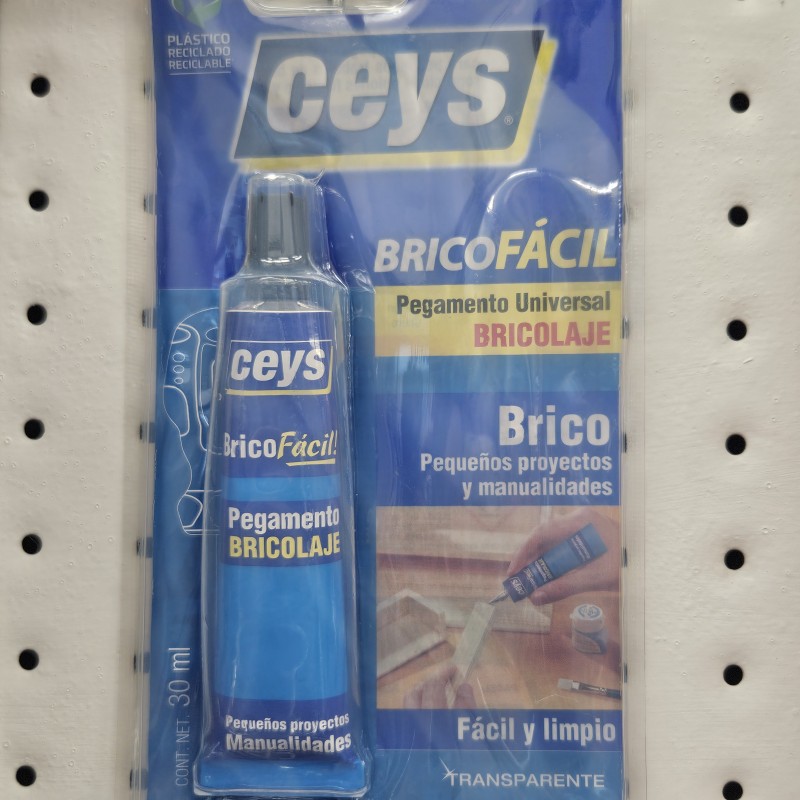 PLÁSTICO
RECICLADO
RECICLABLE
ceys®
BRICOFÁCIL
Pegamento Universal
BRICOLAJE
Brico
Pequeños proyectos
y manualidades
Fácil y limpio
TRANSPARENTE
ceys
BricoFácil!
Pegamento
BRICOLAJE
Pequeños proyectos
Manualidades
CONT. NET. 30 ml